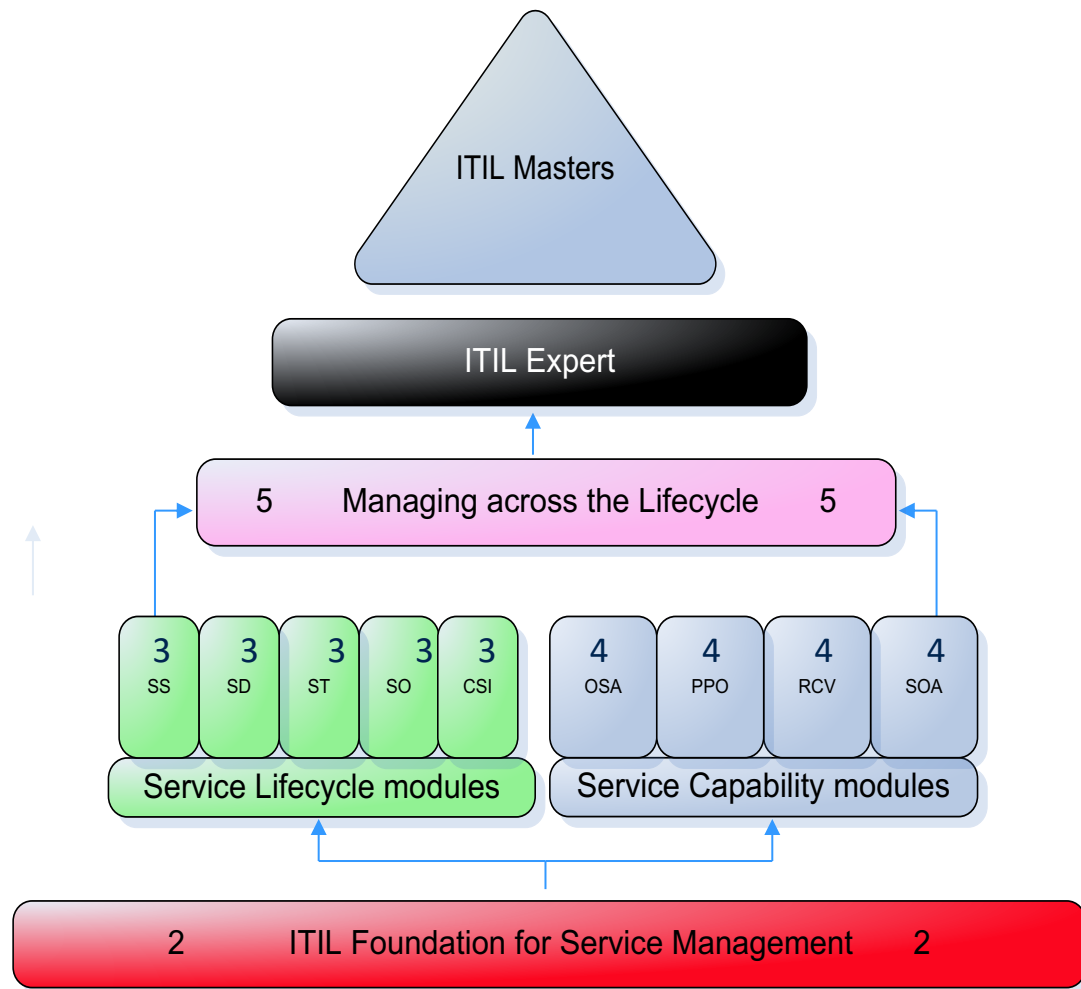 ITIL Masters
ITIL Expert
5 Managing across the Lifecycle 5
3 3 3 3 3 4 4 4 4
SS SD ST SO CSI OSA PPO RCV SOA
Service Lifecycle modules Service Capability modules
2 ITIL Foundation for Service Management 2